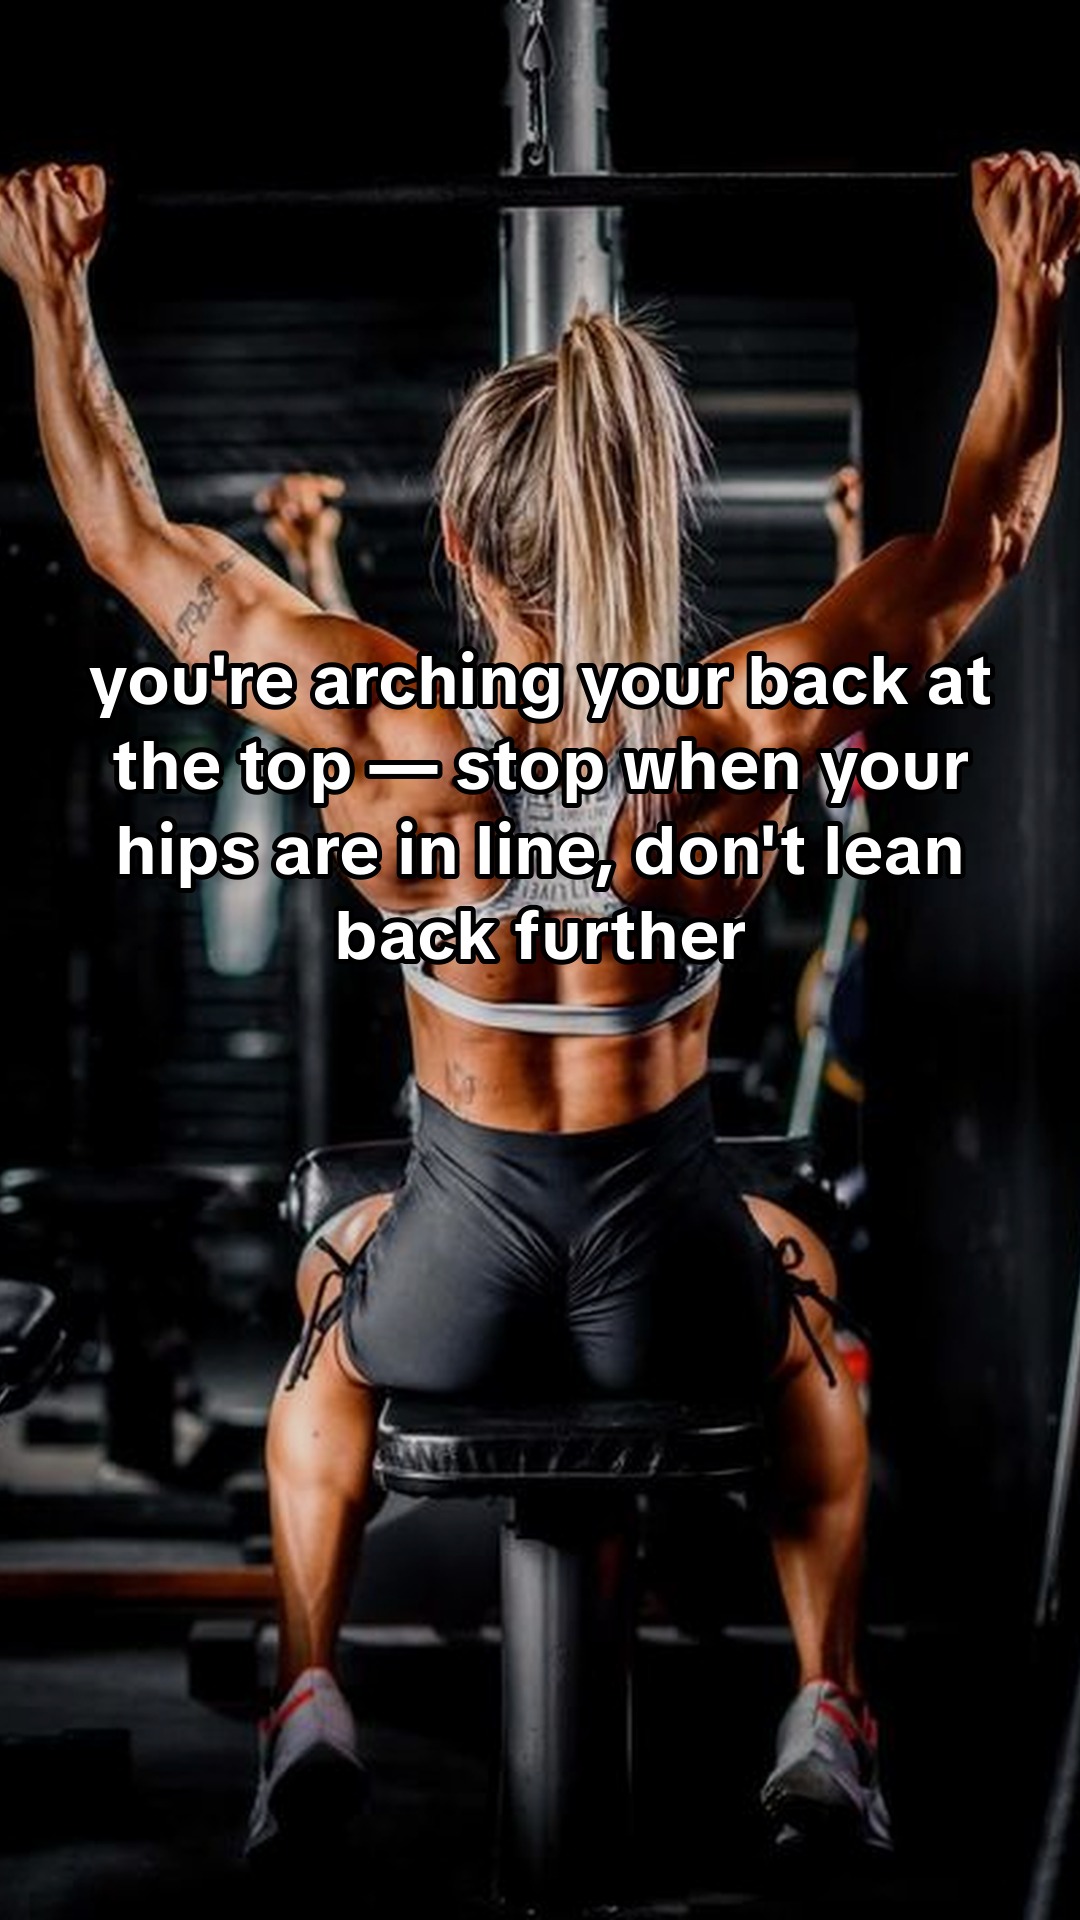 you're arching your back at
the top — stop when your
hips are in line, don't lean
back further